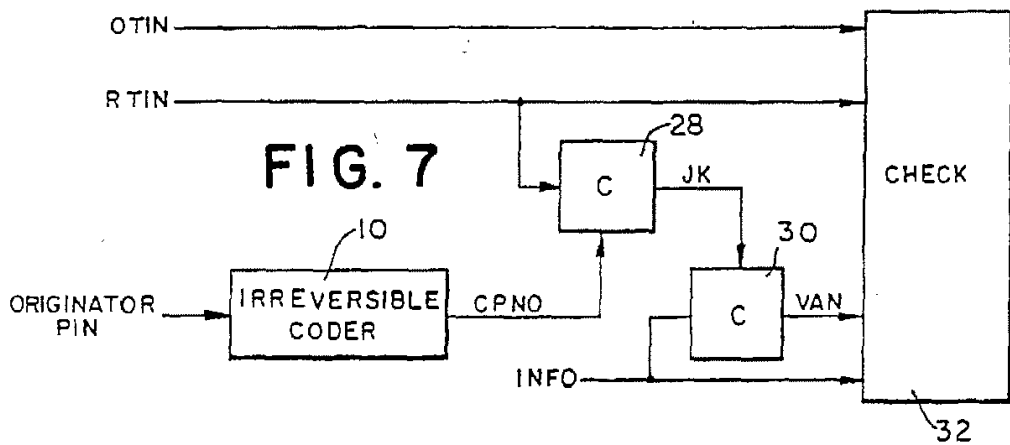 OTIN
RTIN
28
FIG. 7
C
JK
CHECK
10
30
ORIGINATOR
PIN
IRREVERSIBLE
CODER
CPNO
C
VAN
INFO
32